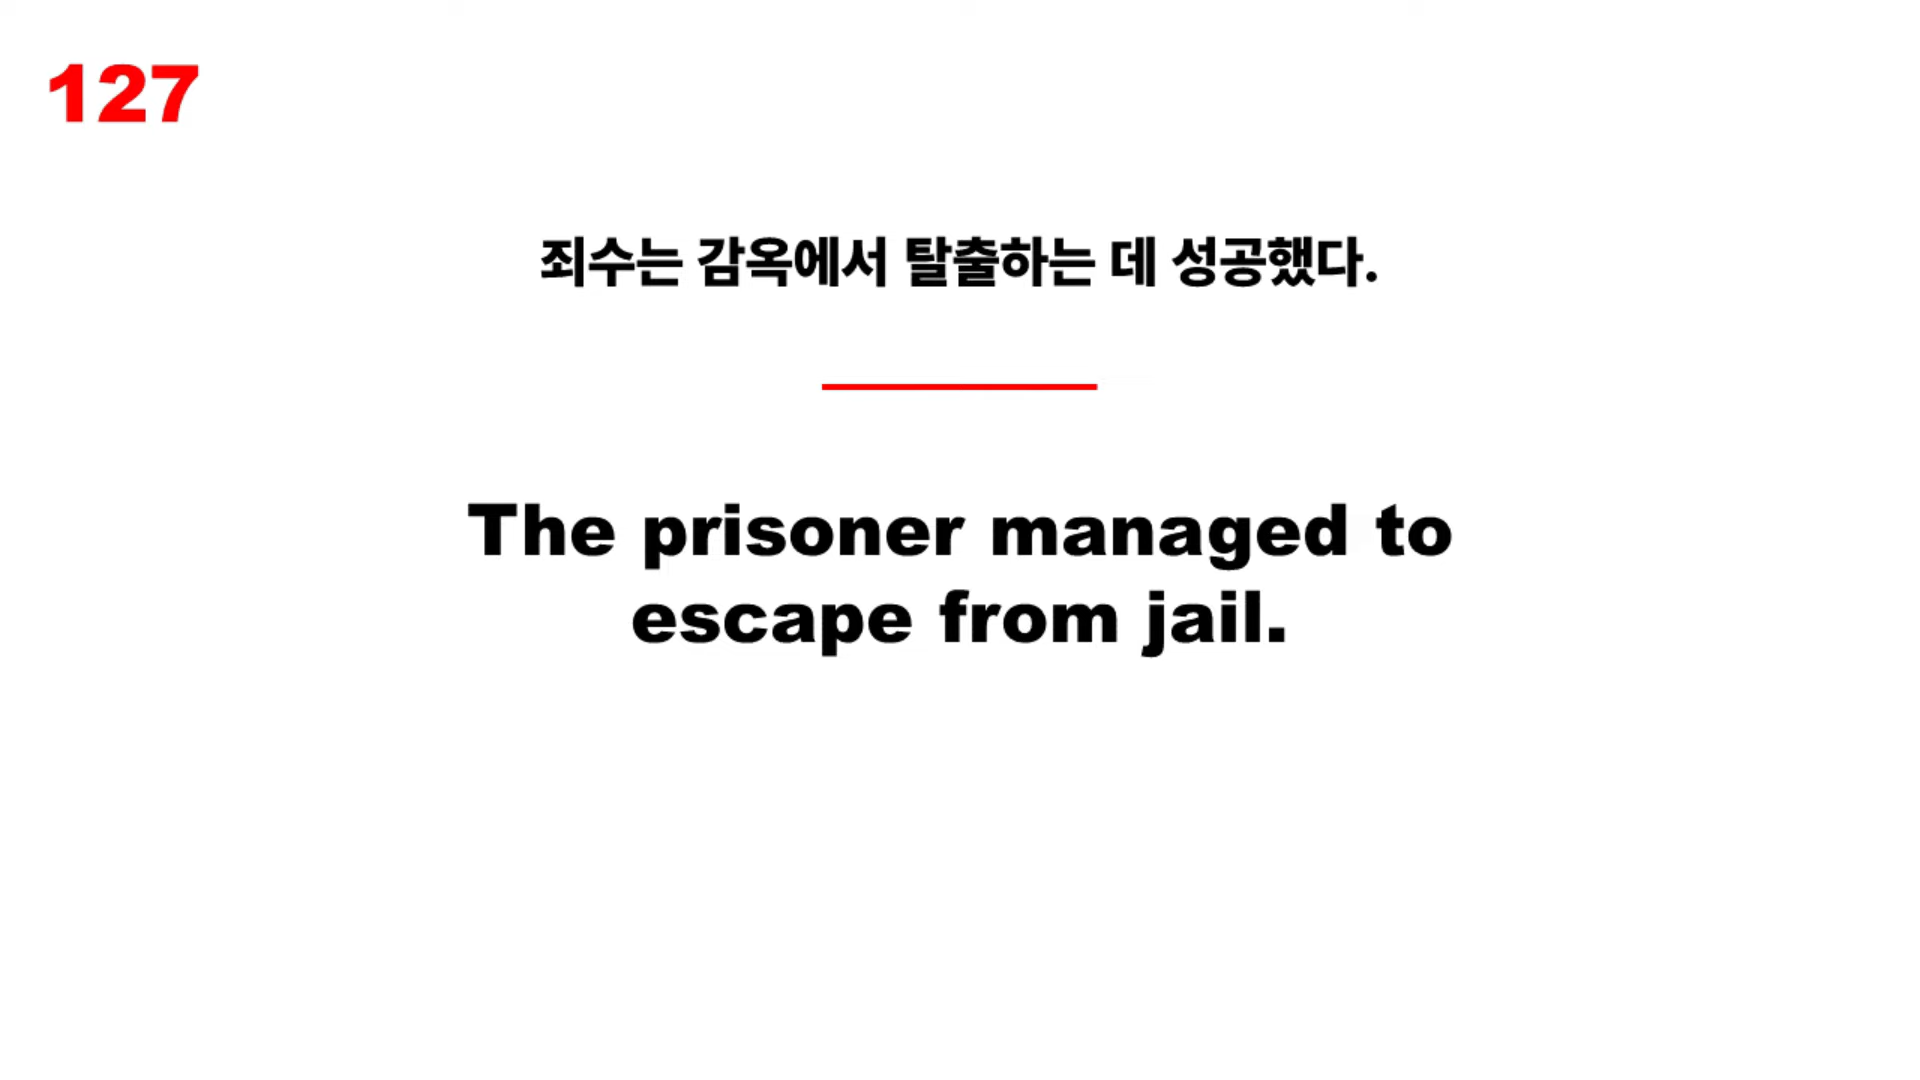 127
죄수는 감옥에서 탈출하는 데 성공했다.
The prisoner managed to
escape from jail.